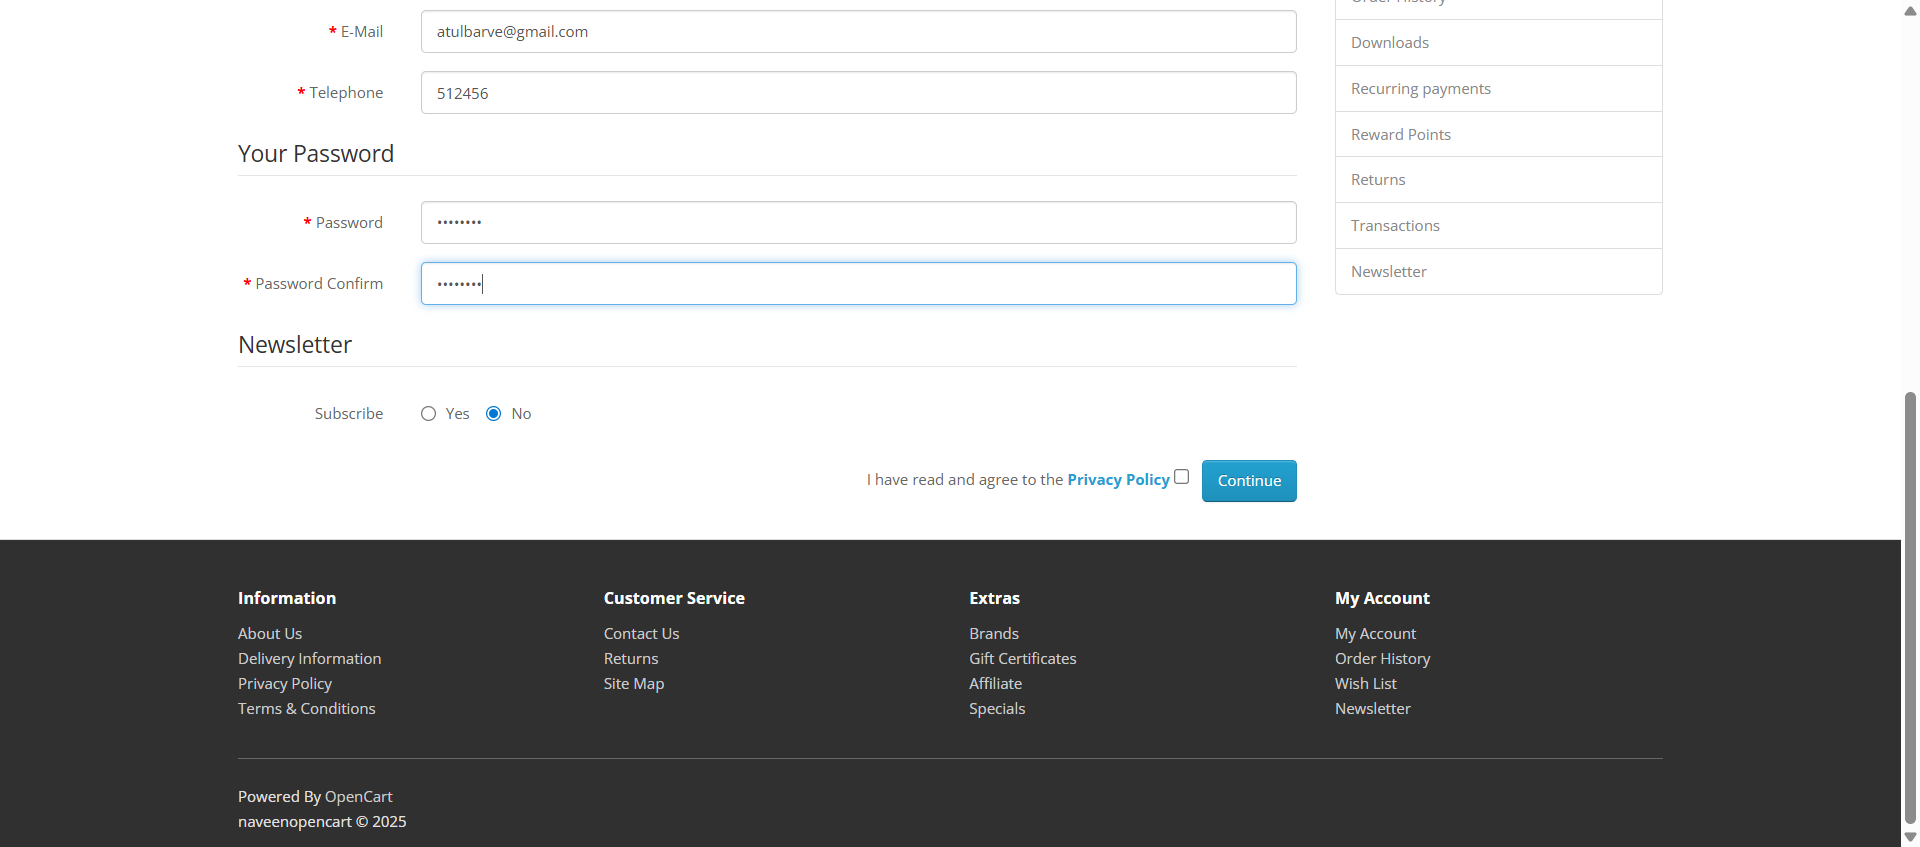 * E-Mail
atulbarve@gmail.com
* Telephone
512456
Your Password
* Password
••••••••
* Password Confirm
••••••••
Newsletter
Subscribe
Yes
No
I have read and agree to the Privacy Policy
Continue
Order History
Downloads
Recurring payments
Reward Points
Returns
Transactions
Newsletter
Information
About Us
Delivery Information
Privacy Policy
Terms & Conditions
Customer Service
Contact Us
Returns
Site Map
Extras
Brands
Gift Certificates
Affiliate
Specials
My Account
My Account
Order History
Wish List
Newsletter
Powered By OpenCart
naveenopencart © 2025